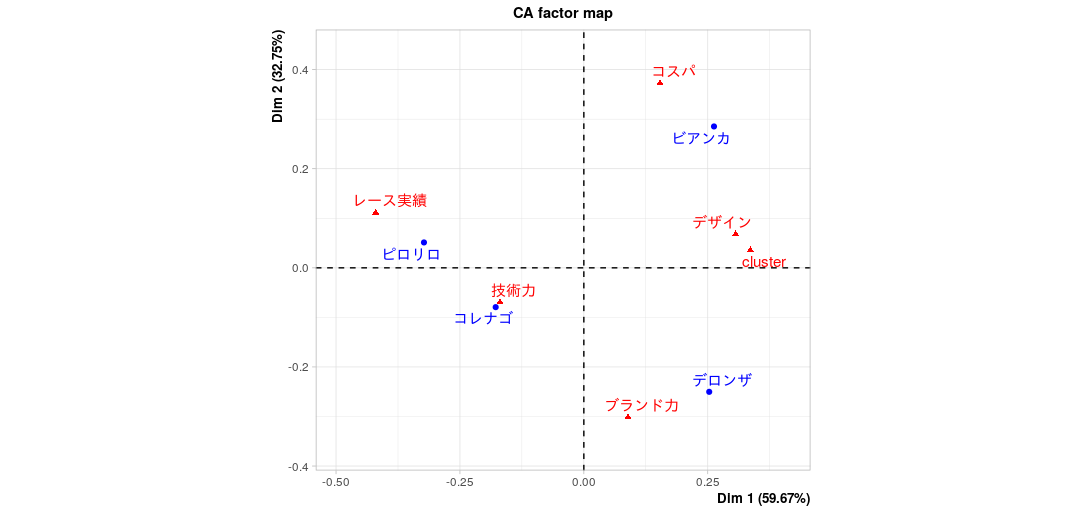 CA factor map
Dim 2 (32.75%)
0.4
0.2
0.0
-0.2
-0.4
コスパ
ビアンカ
レース実績
デザイン
ピロリロ
cluster
技術力
コレナゴ
デロンザ
ブランド力
-0.50
-0.25
0.00
0.25
Dim 1 (59.67%)